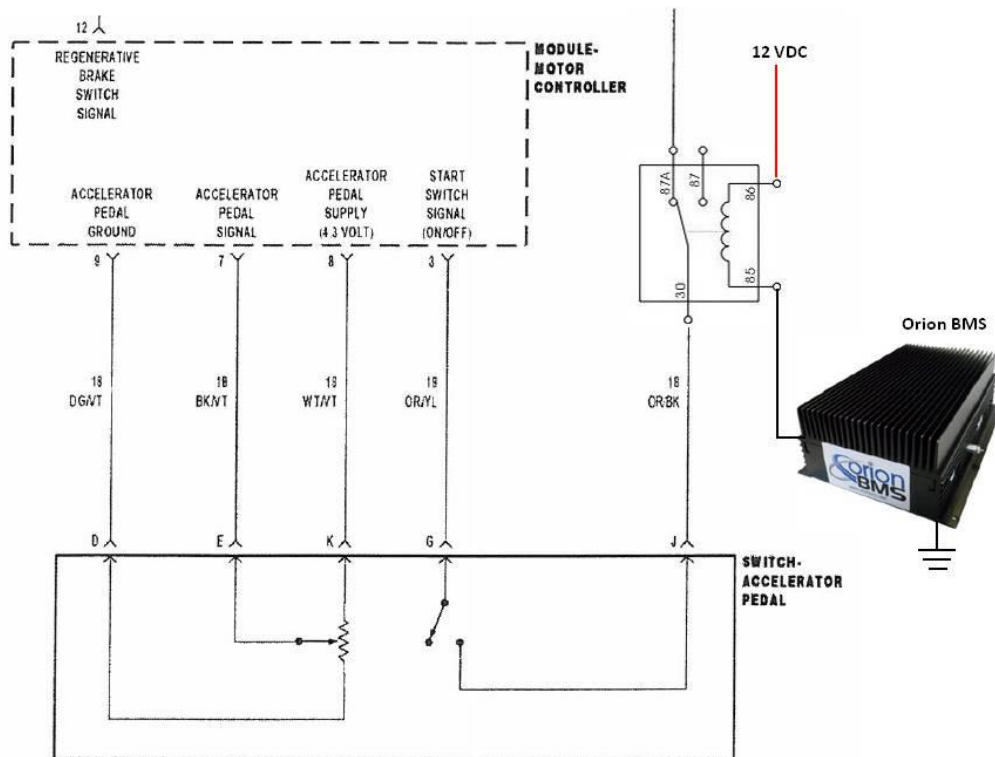 12
REGENERATIVE
BRAKE
SWITCH
SIGNAL
MODULE-
MOTOR
CONTROLLER
ACCELERATOR
PEDAL
GROUND
ACCELERATOR
PEDAL
SIGNAL
ACCELERATOR
PEDAL
SUPPLY
(4.3 VOLT)
START
SWITCH
SIGNAL
(ON/OFF)
9
7
8
3
12 VDC
87A
87
86
30
85
Orion BMS
orion
BMS
18
DG/VT
18
BK/VT
18
WT/VT
18
OR/YL
18
OR/BK
D
E
K
G
J
SWITCH-
ACCELERATOR
PEDAL